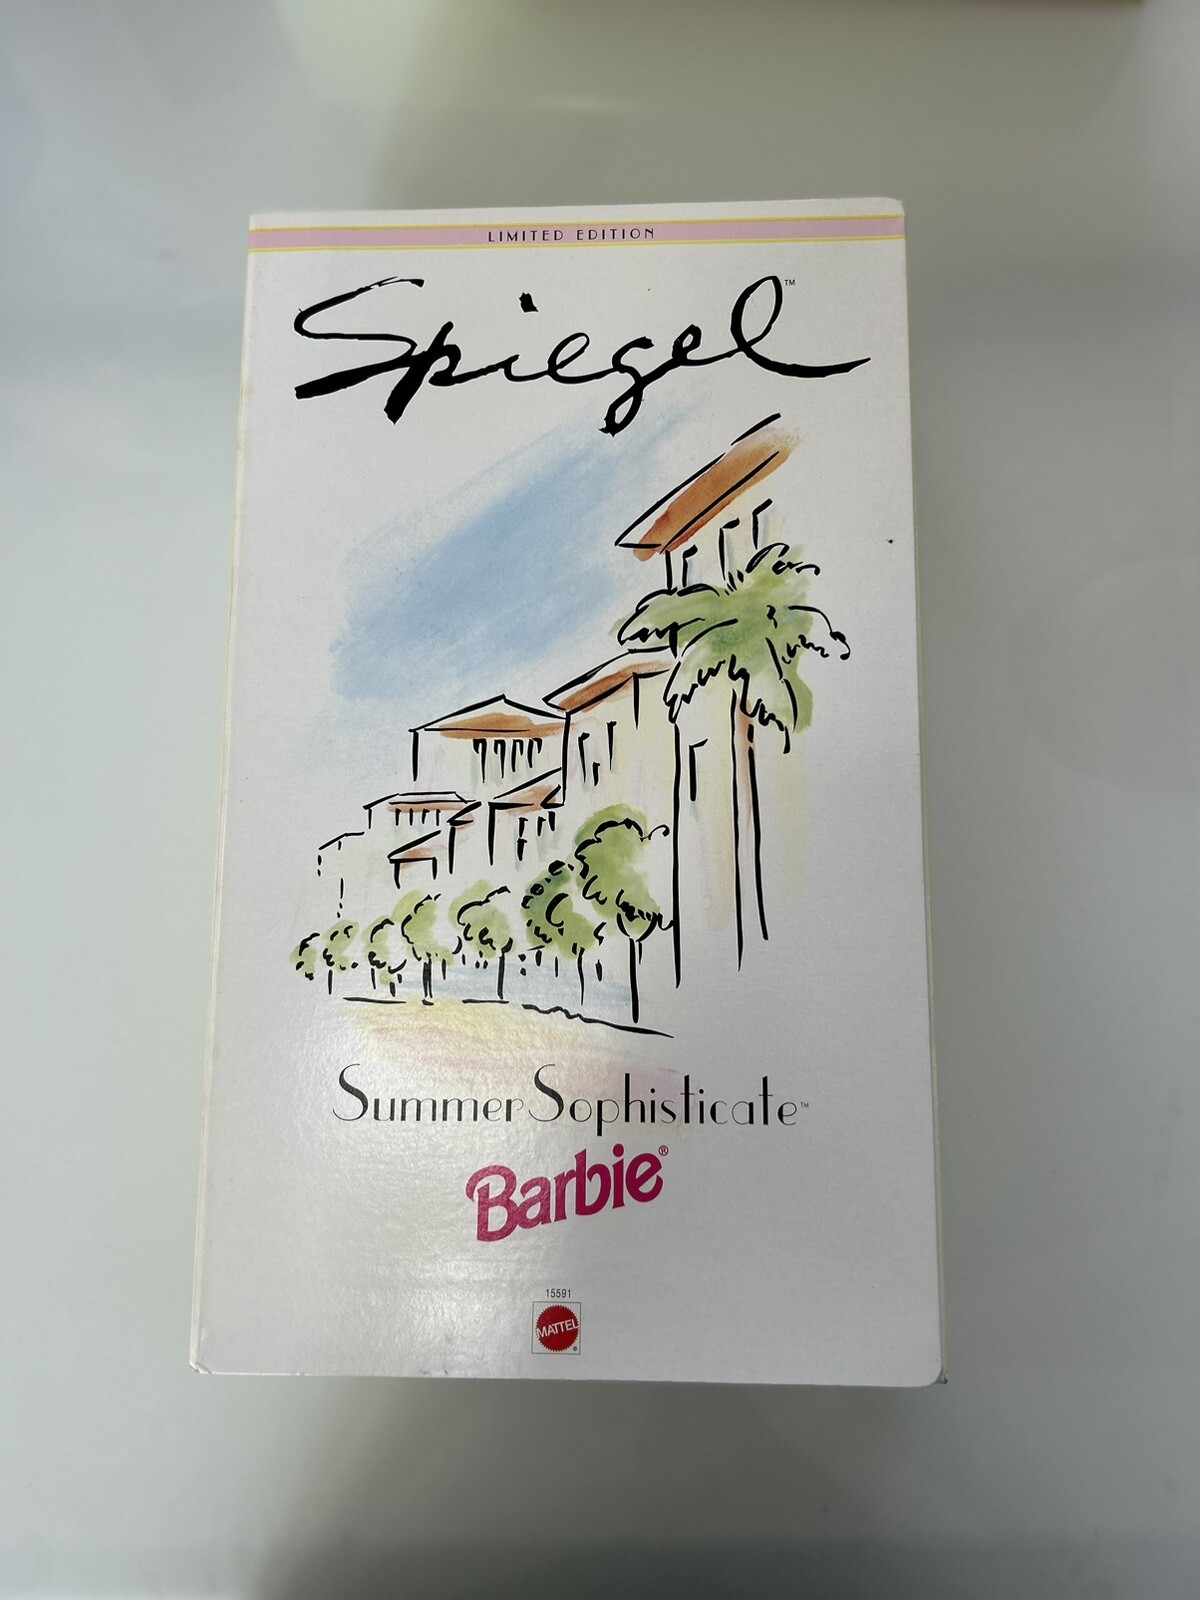 LIMITED EDITION
Spiegel™
Summer Sophisticate™
Barbie®
15591
MATTEL®